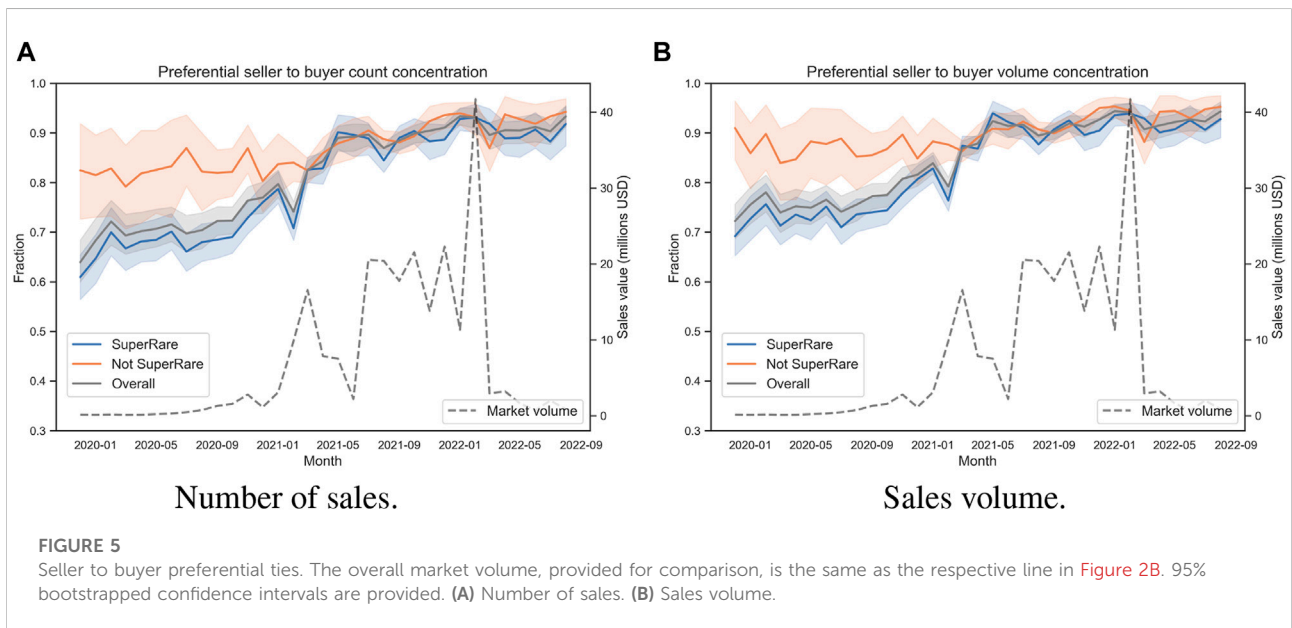 A
Preferential seller to buyer count concentration
1.0
0.9
0.8
0.7
0.6
0.5
0.4
0.3
Fraction
40
30
20
10
0
Sales value (millions USD)
SuperRare
Not SuperRare
Overall
Market volume
2020-01 2020-05 2020-09 2021-01 2021-05 2021-09 2022-01 2022-05 2022-09
Month
Number of sales.
B
Preferential seller to buyer volume concentration
1.0
0.9
0.8
0.7
0.6
0.5
0.4
0.3
Fraction
40
30
20
10
0
Sales value (millions USD)
SuperRare
Not SuperRare
Overall
Market volume
2020-01 2020-05 2020-09 2021-01 2021-05 2021-09 2022-01 2022-05 2022-09
Month
Sales volume.
FIGURE 5
Seller to buyer preferential ties. The overall market volume, provided for comparison, is the same as the respective line in Figure 2B. 95%
bootstrapped confidence intervals are provided. (A) Number of sales. (B) Sales volume.